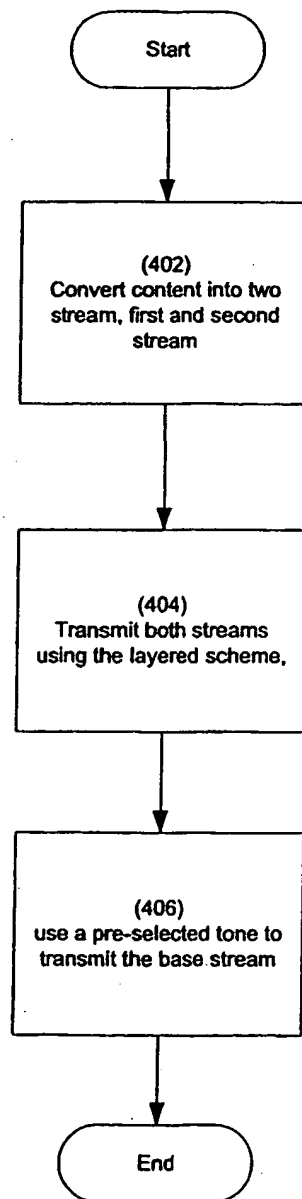 Start
(402)
Convert content into two
stream, first and second
stream
(404)
Transmit both streams
using the layered scheme,
(406)
use a pre-selected tone to
transmit the base stream
End